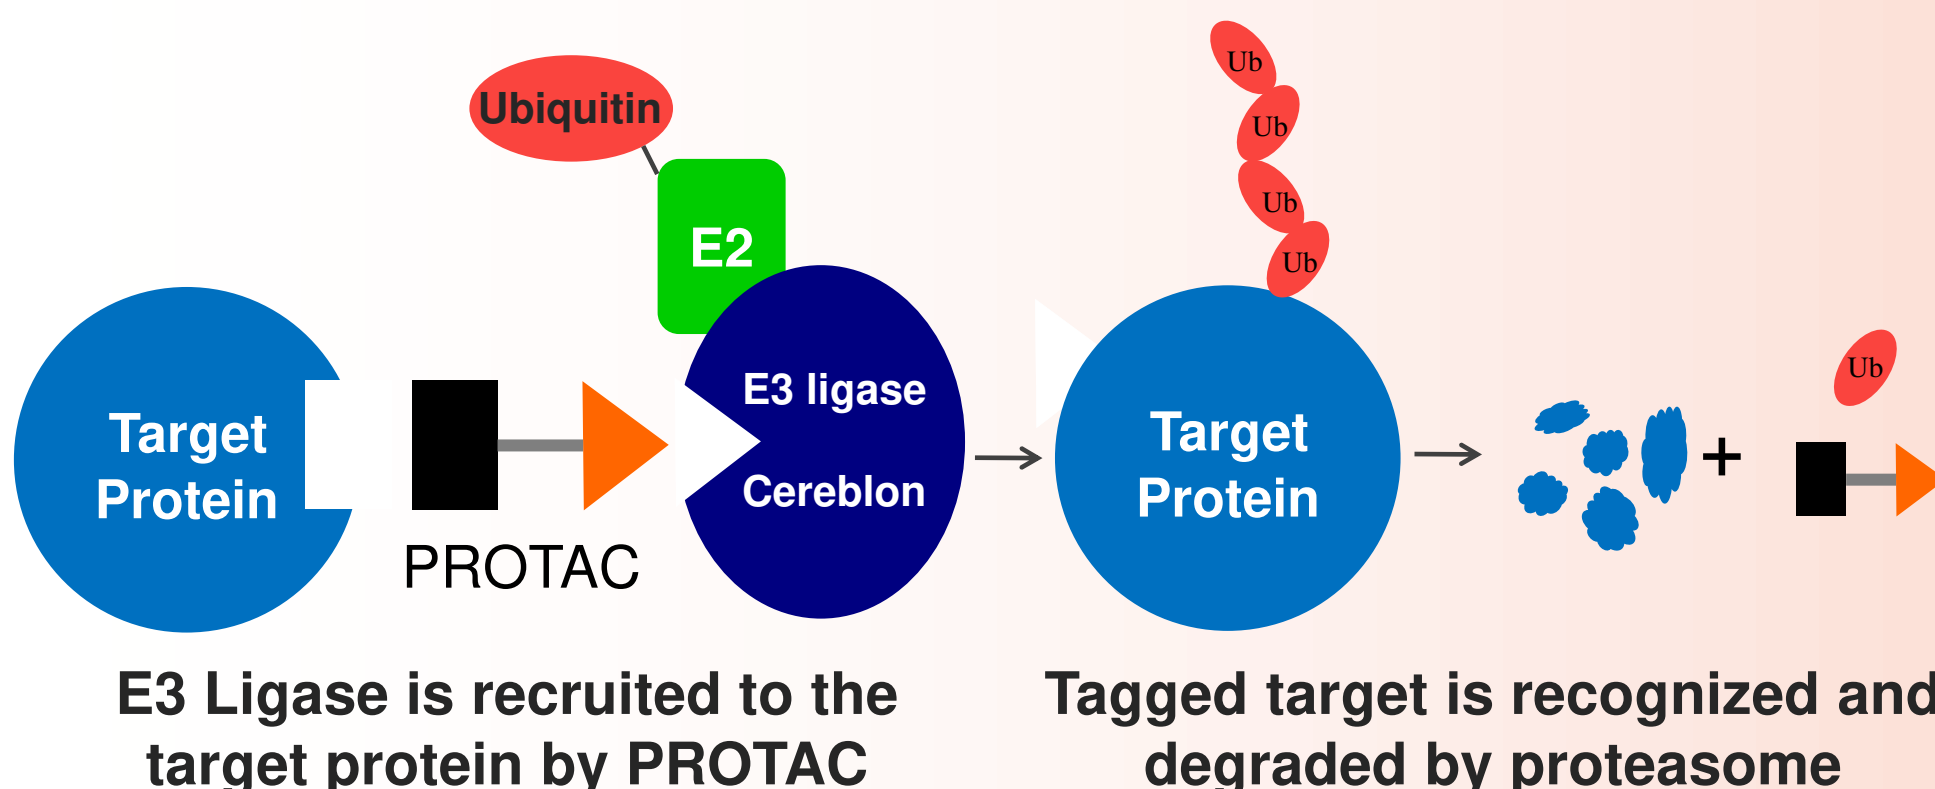 Ubiquitin
E2
Target
Protein
PROTAC
E3 ligase
Cereblon
Ub
Ub
Ub
Ub
Target
Protein
+
Ub
E3 Ligase is recruited to the
target protein by PROTAC
Tagged target is recognized and
degraded by proteasome